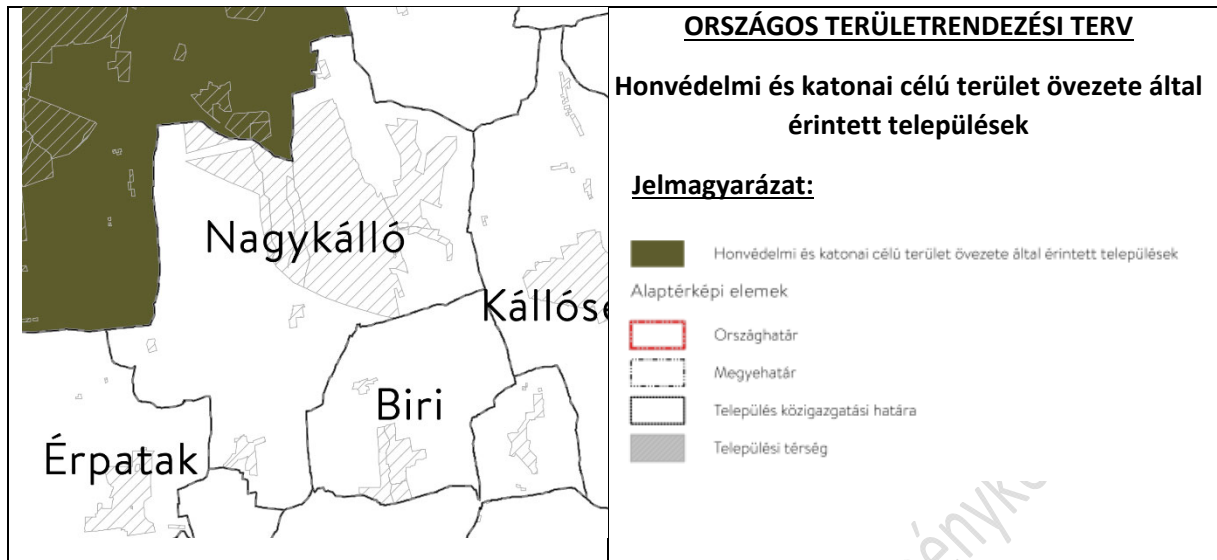 Nagykálló
Kállós
Biri
Érpatak
ORSZÁGOS TERÜLETRENDEZÉSI TERV
Honvédelmi és katonai célú terület övezete által
érintett települések
Jelmagyarázat:
Honvédelmi és katonai célú terület övezete által érintett települések
Alaptérképi elemek
Országhatár
Megyehatár
Település közigazgatási határa
Települési térség